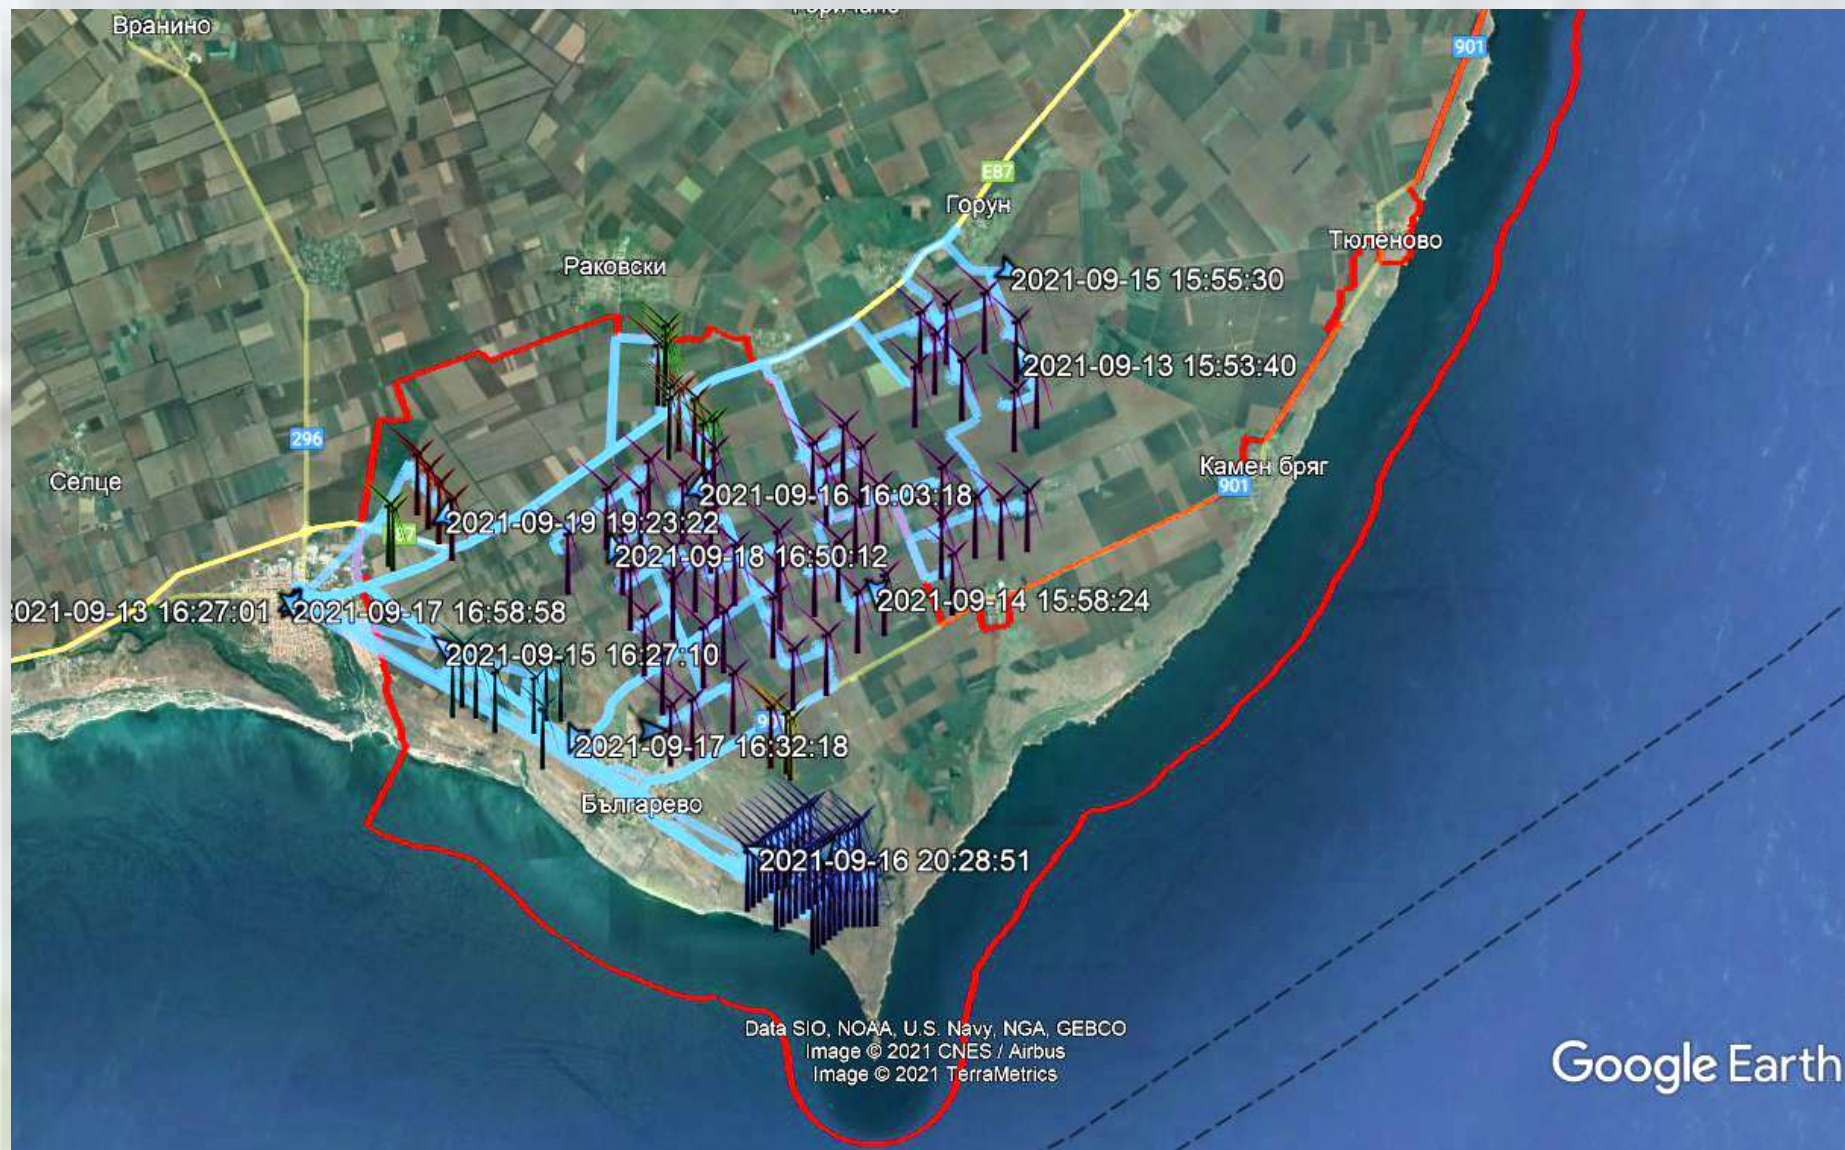 Вранино
901
E87
Горун
Тюленово
Раковски
2021-09-15 15:55:30
2021-09-13 15:53:40
296
Селце
Камен бряг
901
2021-09-16 16:03:18
2021-09-19 19:23:22
2021-09-18 16:50:12
2021-09-14 15:58:24
2021-09-13 16:27:01
2021-09-17 16:58:58
2021-09-15 16:27:10
901
2021-09-17 16:32:18
Българево
2021-09-16 20:28:51
Data SIO, NOAA, U.S. Navy, NGA, GEBCO
Image © 2021 CNES / Airbus
Image © 2021 TerraMetrics
Google Earth